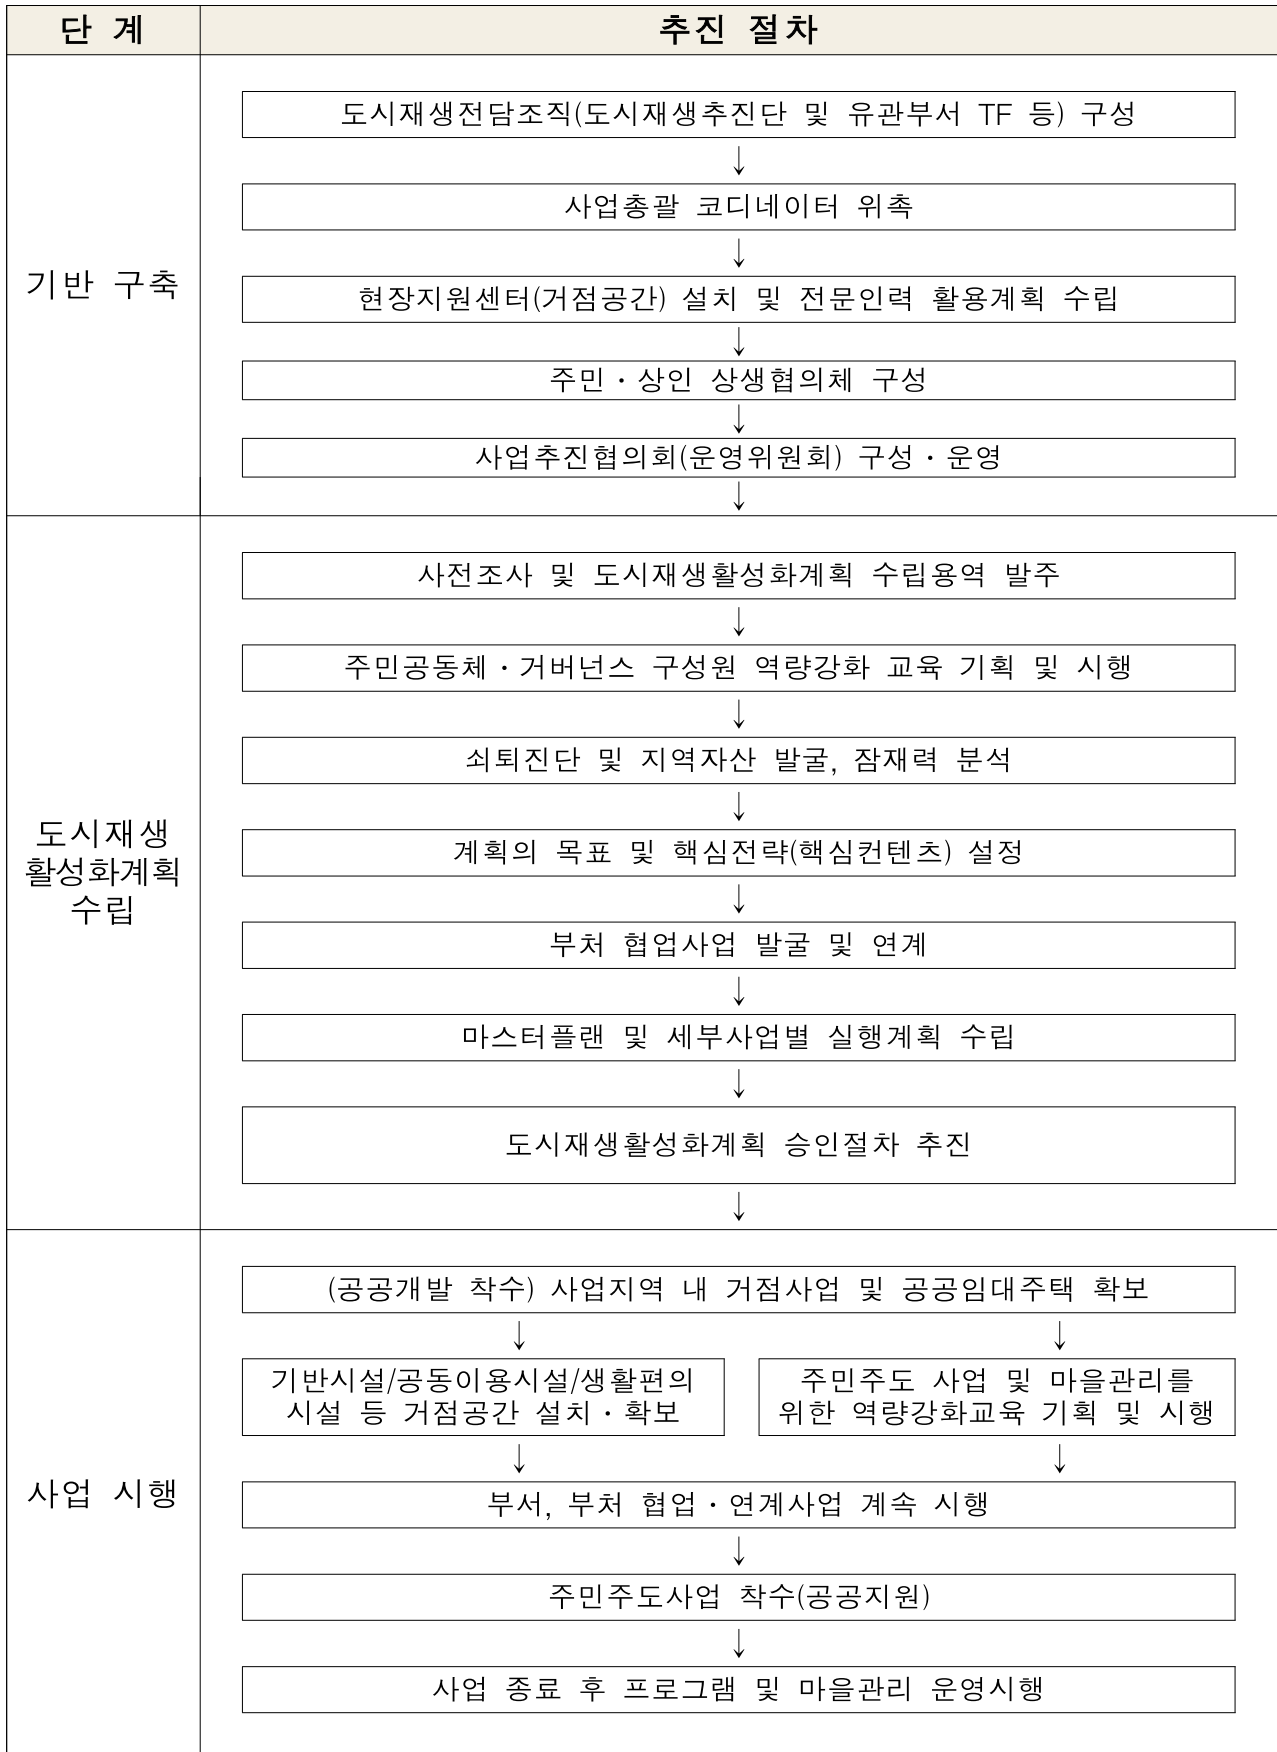 단 계
추진 절차
기반 구축
도시재생전담조직(도시재생추진단 및 유관부서 TF 등) 구성
↓
사업총괄 코디네이터 위촉
↓
현장지원센터(거점공간) 설치 및 전문인력 활용계획 수립
↓
주민·상인 상생협의체 구성
↓
사업추진협의회(운영위원회) 구성·운영
↓
도시재생
활성화계획
수립
사전조사 및 도시재생활성화계획 수립용역 발주
↓
주민공동체·거버넌스 구성원 역량강화 교육 기획 및 시행
↓
쇠퇴진단 및 지역자산 발굴, 잠재력 분석
↓
계획의 목표 및 핵심전략(핵심컨텐츠) 설정
↓
부처 협업사업 발굴 및 연계
↓
마스터플랜 및 세부사업별 실행계획 수립
↓
도시재생활성화계획 승인절차 추진
↓
사업 시행
(공공개발 착수) 사업지역 내 거점사업 및 공공임대주택 확보
↓ ↓
기반시설/공동이용시설/생활편의
시설 등 거점공간 설치·확보
주민주도 사업 및 마을관리를
위한 역량강화교육 기획 및 시행
↓ ↓
부서, 부처 협업·연계사업 계속 시행
↓
주민주도사업 착수(공공지원)
↓
사업 종료 후 프로그램 및 마을관리 운영시행